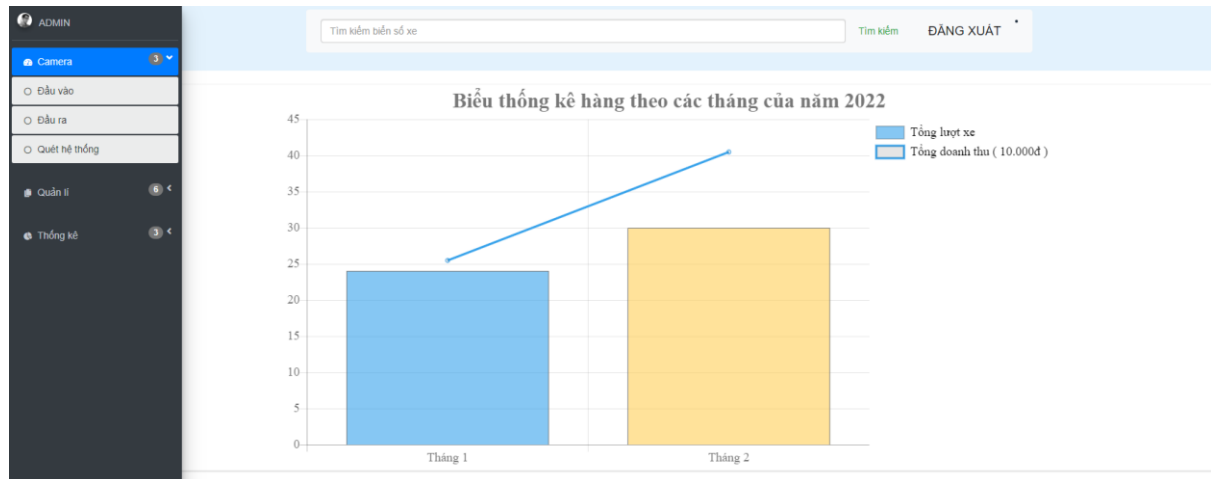 ADMIN
Camera 3
Đầu vào
Đầu ra
Quét hệ thống
Quản lí 6
Thống kê 3
Tìm kiếm biển số xe Tìm kiếm ĐĂNG XUẤT
Biểu thống kê hàng theo các tháng của năm 2022
Tổng lượt xe
Tổng doanh thu ( 10.000đ )
45
40
35
30
25
20
15
10
5
0
Tháng 1 Tháng 2